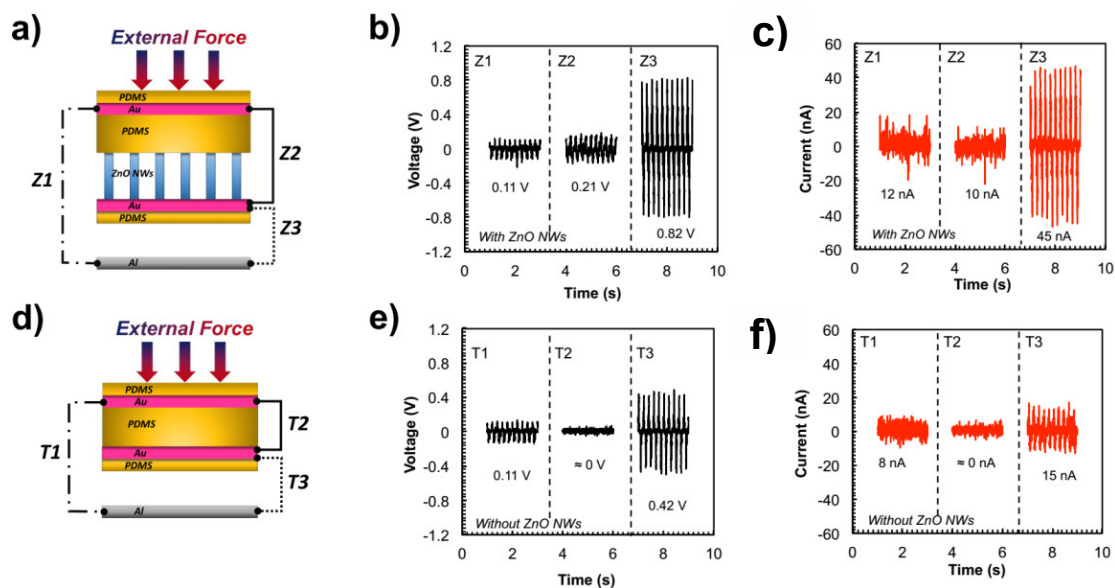 a)
External Force
PDMS
Au
PDMS
ZnO NWs
Au
PDMS
Al
Z1
Z2
Z3
b)
Voltage (V)
1.2
0.8
0.4
0
-0.4
-0.8
-1.2
Z1
Z2
Z3
0.11 V
0.21 V
0.82 V
With ZnO NWs
0 2 4 6 8 10
Time (s)
c)
Current (nA)
60
40
20
0
-20
-40
-60
Z1
Z2
Z3
12 nA
10 nA
45 nA
With ZnO NWs
0 2 4 6 8 10
Time (s)
d)
External Force
PDMS
Au
PDMS
Au
PDMS
Al
T1
T2
T3
e)
Voltage (V)
1.2
0.8
0.4
0
-0.4
-0.8
-1.2
T1
T2
T3
0.11 V
≈ 0 V
0.42 V
Without ZnO NWs
0 2 4 6 8 10
Time (s)
f)
Current (nA)
60
40
20
0
-20
-40
-60
T1
T2
T3
8 nA
≈ 0 nA
15 nA
Without ZnO NWs
0 2 4 6 8 10
Time (s)